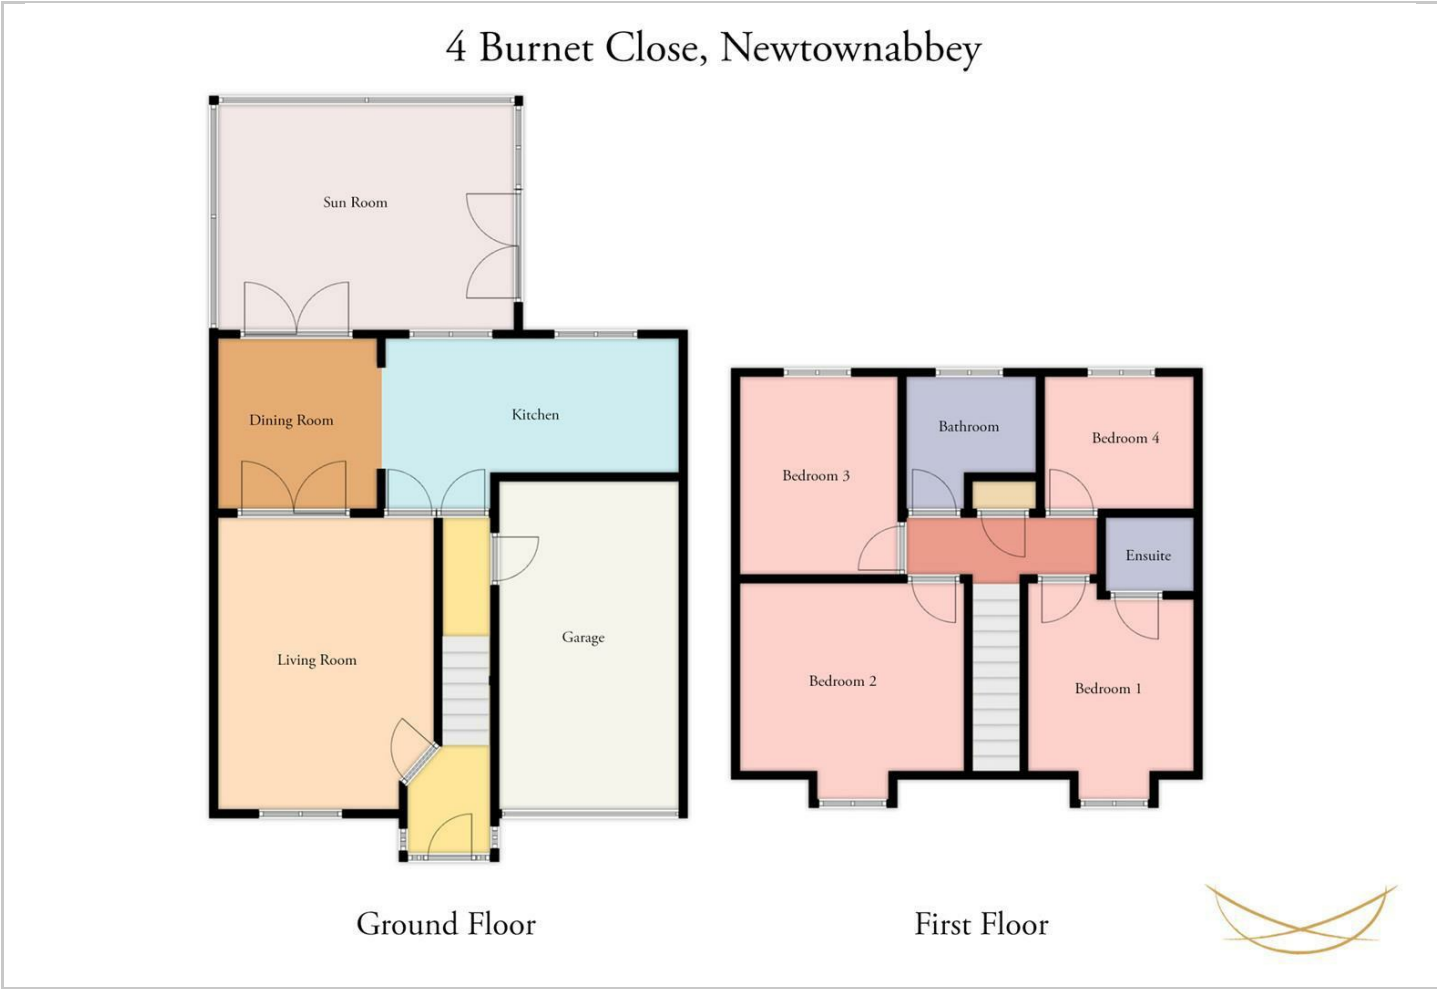 4 Burnet Close, Newtownabbey
Sun Room
Dining Room
Kitchen
Living Room
Garage
Bedroom 3
Bathroom
Bedroom 4
Ensuite
Bedroom 2
Bedroom 1
Ground Floor
First Floor